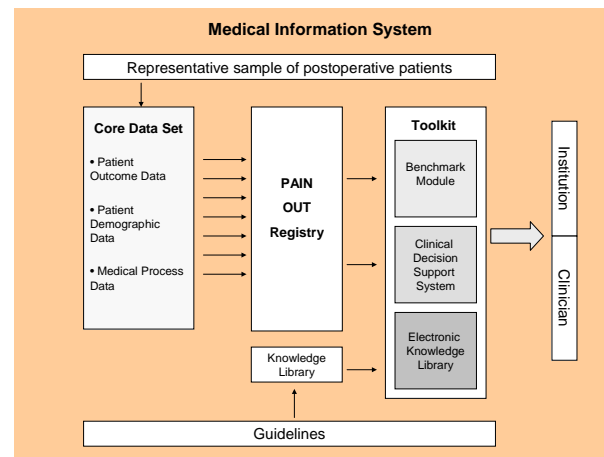 Medical Information System
Representative sample of postoperative patients
Core Data Set
• Patient
Outcome Data
• Patient
Demographic
Data
• Medical Process
Data
PAIN
OUT
Registry
Knowledge
Library
Toolkit
Benchmark
Module
Clinical
Decision
Support
System
Electronic
Knowledge
Library
Institution
Clinician
Guidelines